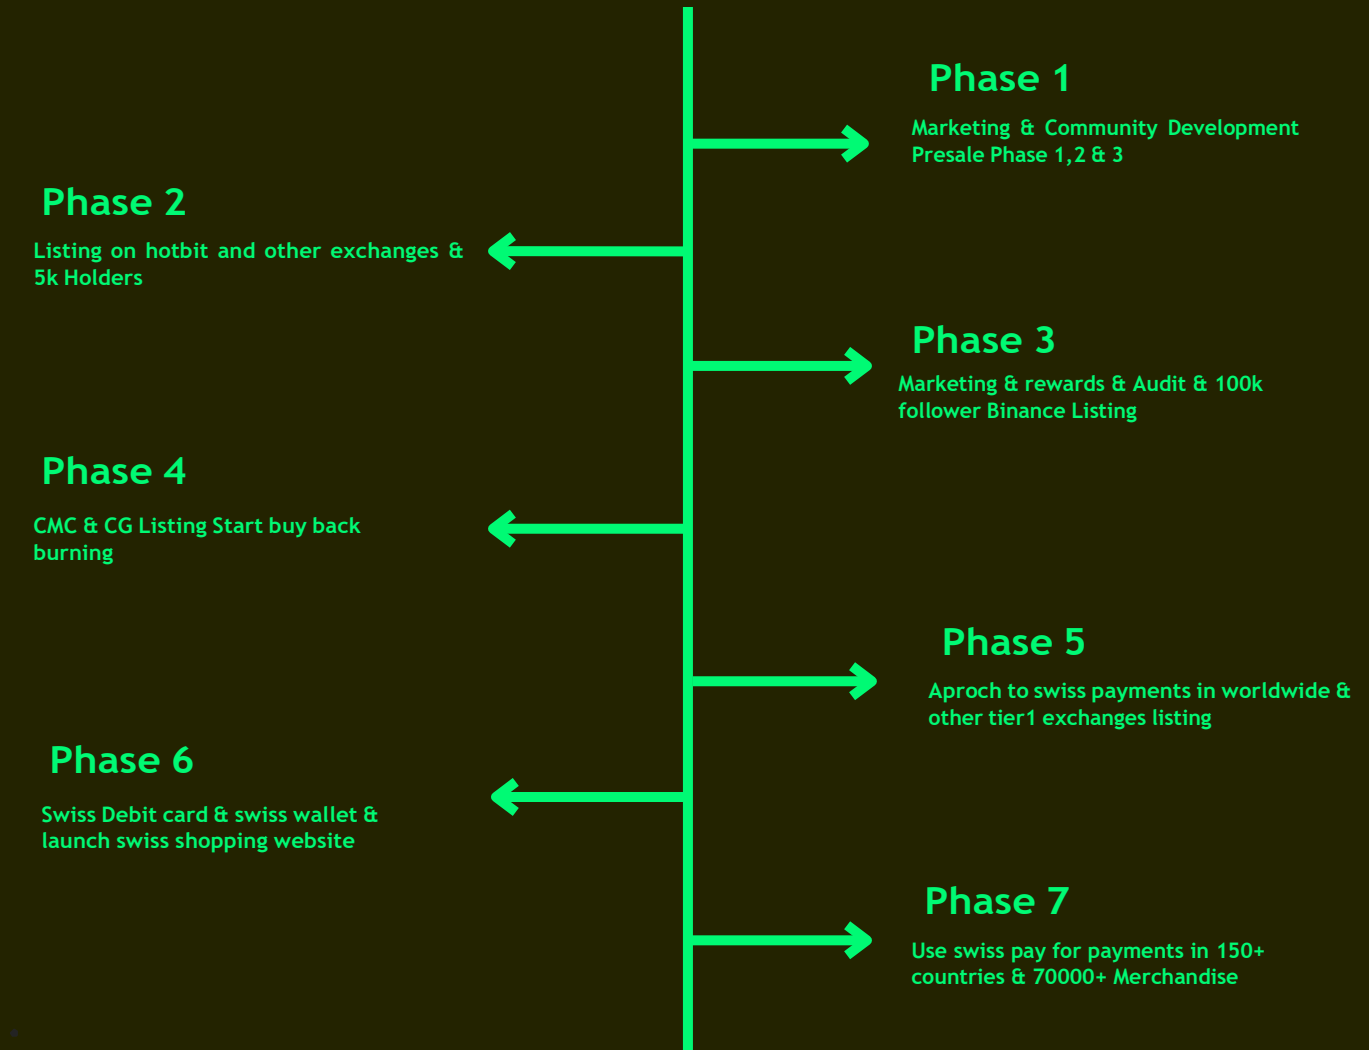 Phase 1
Marketing & Community Development
Presale Phase 1,2 & 3
Phase 2
Listing on hotbit and other exchanges &
5k Holders
Phase 3
Marketing & rewards & Audit & 100k
follower Binance Listing
Phase 4
CMC & CG Listing Start buy back
burning
Phase 5
Aproch to swiss payments in worldwide &
other tier1 exchanges listing
Phase 6
Swiss Debit card & swiss wallet &
launch swiss shopping website
Phase 7
Use swiss pay for payments in 150+
countries & 70000+ Merchandise